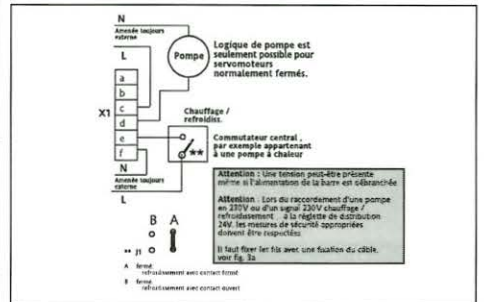 N
Amenée toujours
externe
L
Pompe
Logique de pompe est
seulement possible pour
servomoteurs
normalement fermés.
X1
a
b
c
d
e
f
Chauffage /
refroidiss.
**
Commutateur central ,
par exemple appartenant
à une pompe à chaleur
N
Amenée toujours
externe
L
Attention : Une tension peut-être présente
même si l'alimentation de la barre est débranchée
Attention : Lors du raccordement d'une pompe
en 230V ou d'un signal 230V chauffage /
refroidissement , à la réglette de distribution
24V, les mesures de sécurité appropriées
doivent être respectées
Il faut fixer les fils avec une fixation du câble,
voir fig. 3a
B A
** J1
A fermé
refroidissement avec contact fermé
B fermé
refroidissement avec contact ouvert